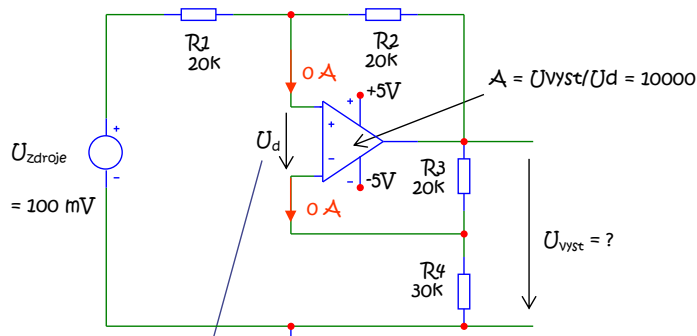 R1
20k
R2
20k
0 A
A = Uvyst/Ud = 10000
+5V
+
+
Uzdroje
= 100 mV
+
−
Ud
−
−
-5V
R3
20k
0 A
Uvyst = ?
R4
30k